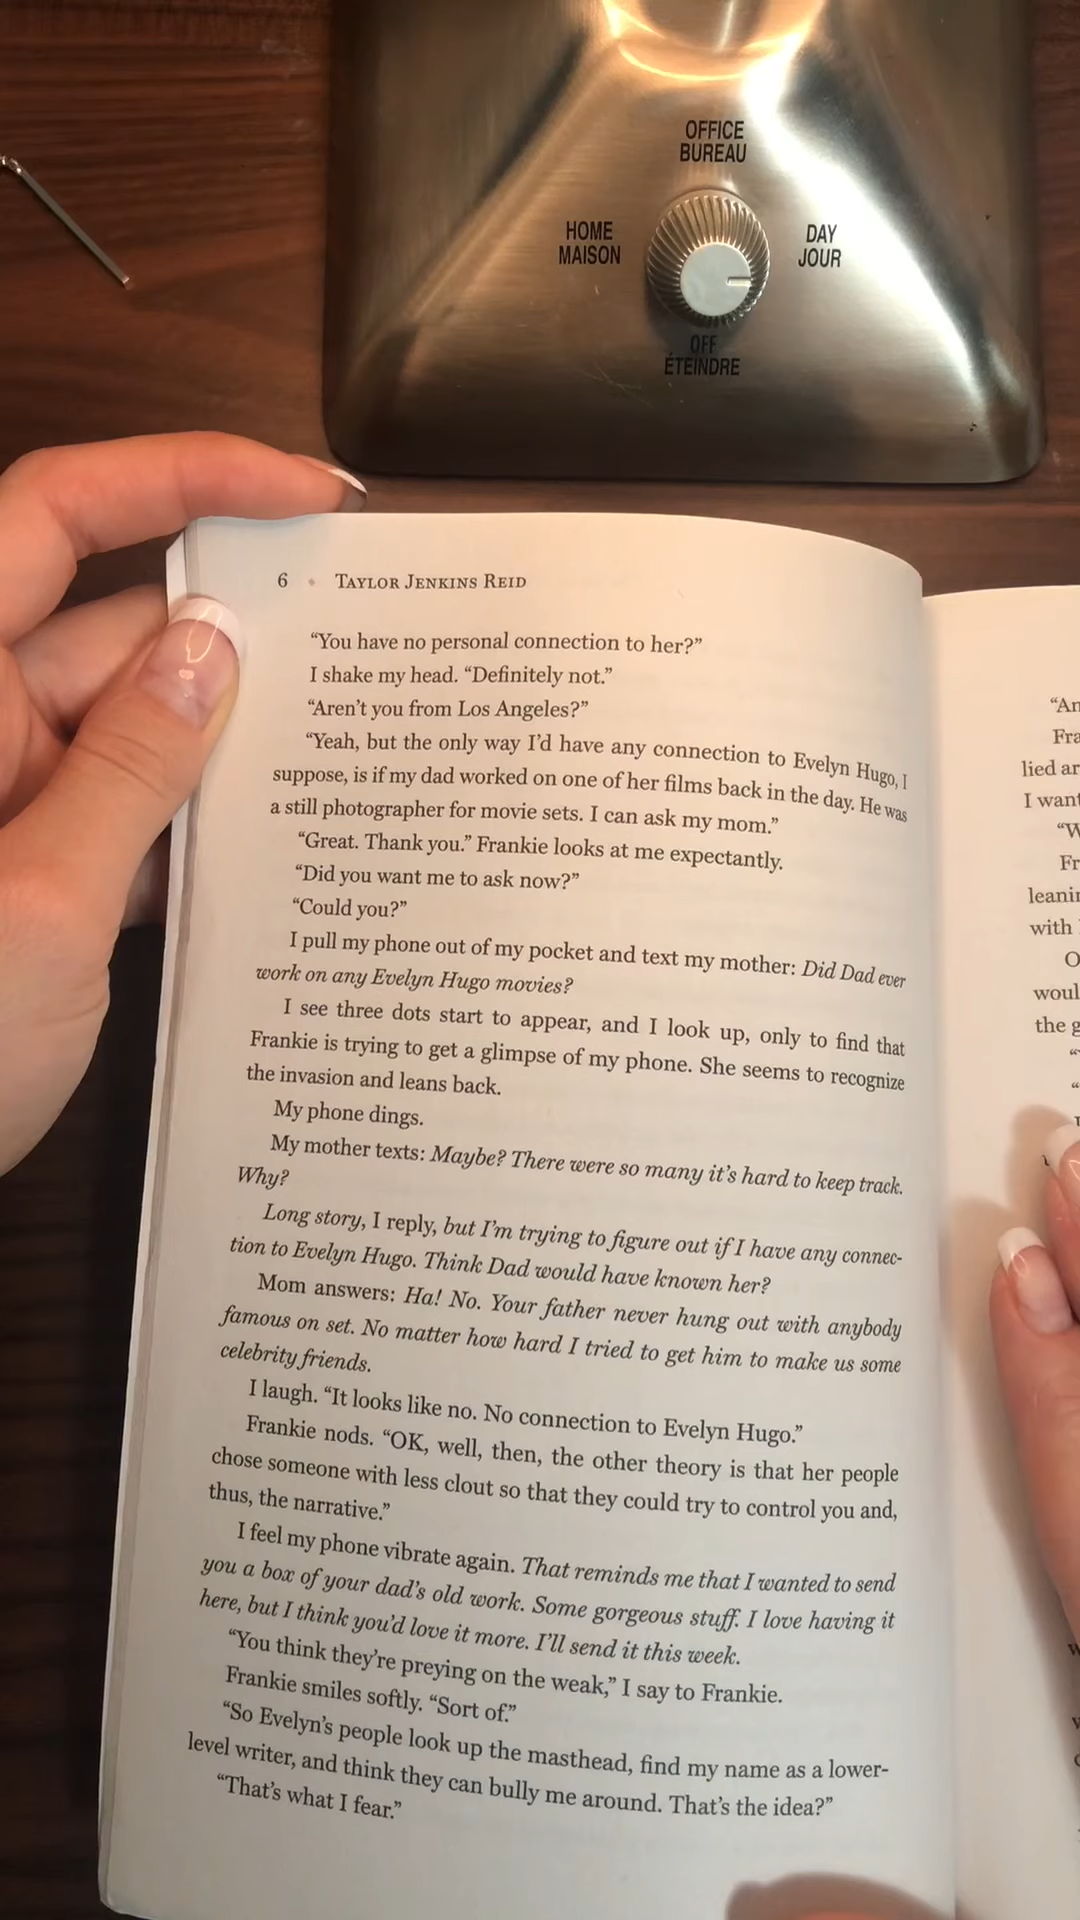 OFFICE
BUREAU
HOME
MAISON
DAY
JOUR
OFF
ÉTEINDRE
6 • TAYLOR JENKINS REID
“You have no personal connection to her?”
I shake my head. “Definitely not.”
“Aren’t you from Los Angeles?”
“Yeah, but the only way I’d have any connection to Evelyn Hugo, I
suppose, is if my dad worked on one of her films back in the day. He was
a still photographer for movie sets. I can ask my mom.”
“Great. Thank you.” Frankie looks at me expectantly.
“Did you want me to ask now?”
“Could you?”
I pull my phone out of my pocket and text my mother: Did Dad ever
work on any Evelyn Hugo movies?
I see three dots start to appear, and I look up, only to find that
Frankie is trying to get a glimpse of my phone. She seems to recognize
the invasion and leans back.
My phone dings.
My mother texts: Maybe? There were so many it’s hard to keep track.
Why?
Long story, I reply, but I’m trying to figure out if I have any connec-
tion to Evelyn Hugo. Think Dad would have known her?
Mom answers: Ha! No. Your father never hung out with anybody
famous on set. No matter how hard I tried to get him to make us some
celebrity friends.
I laugh. “It looks like no. No connection to Evelyn Hugo.”
Frankie nods. “OK, well, then, the other theory is that her people
chose someone with less clout so that they could try to control you and,
thus, the narrative.”
I feel my phone vibrate again. That reminds me that I wanted to send
you a box of your dad’s old work. Some gorgeous stuff. I love having it
here, but I think you’d love it more. I’ll send it this week.
“You think they’re preying on the weak,” I say to Frankie.
Frankie smiles softly. “Sort of.”
“So Evelyn’s people look up the masthead, find my name as a lower-
level writer, and think they can bully me around. That’s the idea?”
“That’s what I fear.”
lied
I want
with
the